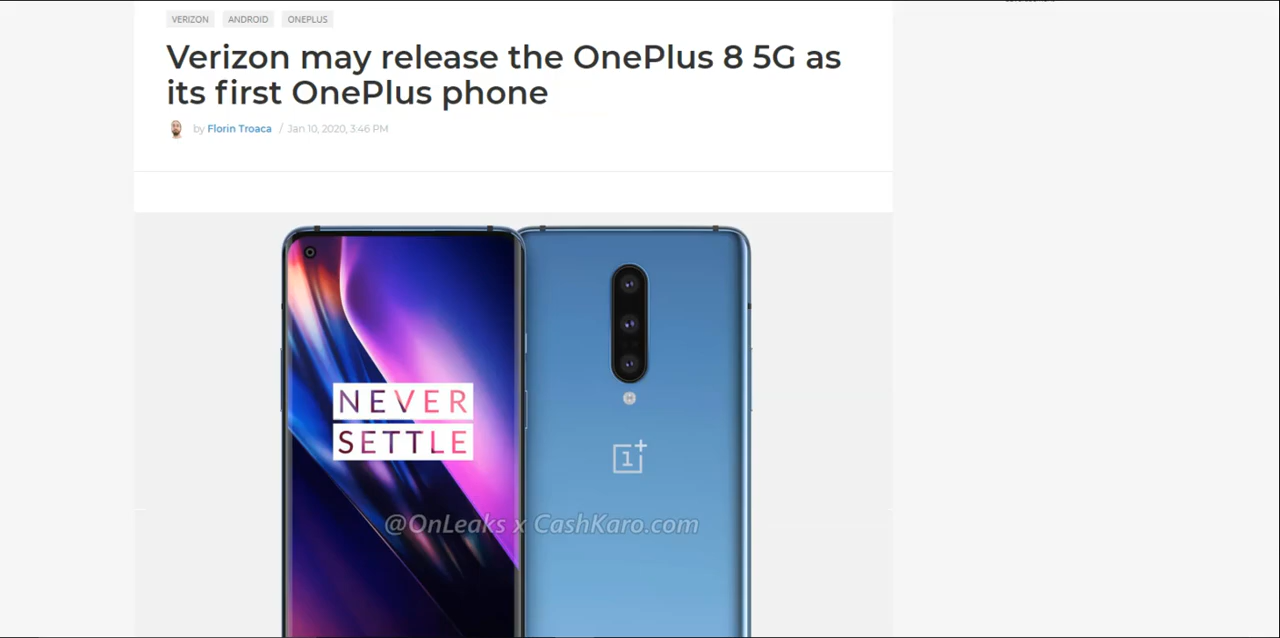 VERIZON ANDROID ONEPLUS
Verizon may release the OnePlus 8 5G as
its first OnePlus phone
by Florin Troaca / Jan 10, 2020, 3:46 PM
NEVER
SETTLE
1+
@OnLeaks x CashKaro.com